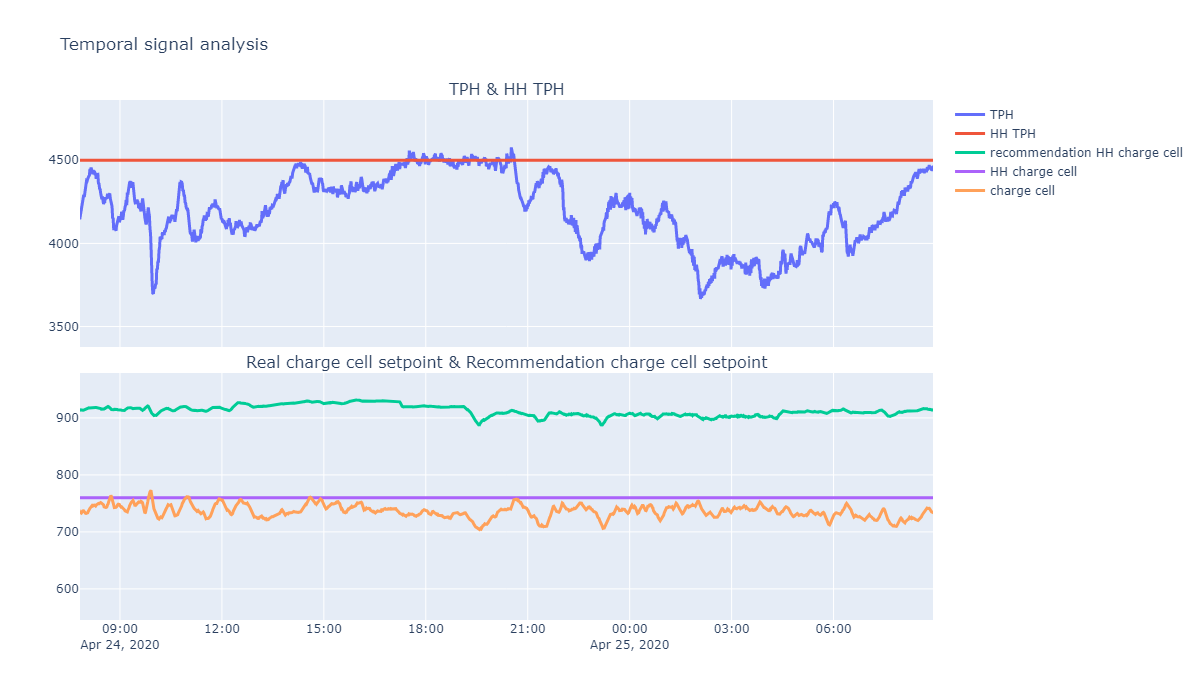 Temporal signal analysis
TPH & HH TPH
4500
4000
3500
TPH
HH TPH
recommendation HH charge cell
HH charge cell
charge cell
Real charge cell setpoint & Recommendation charge cell setpoint
900
800
700
600
09:00 12:00 15:00 18:00 21:00 00:00 03:00 06:00
Apr 24, 2020 Apr 25, 2020